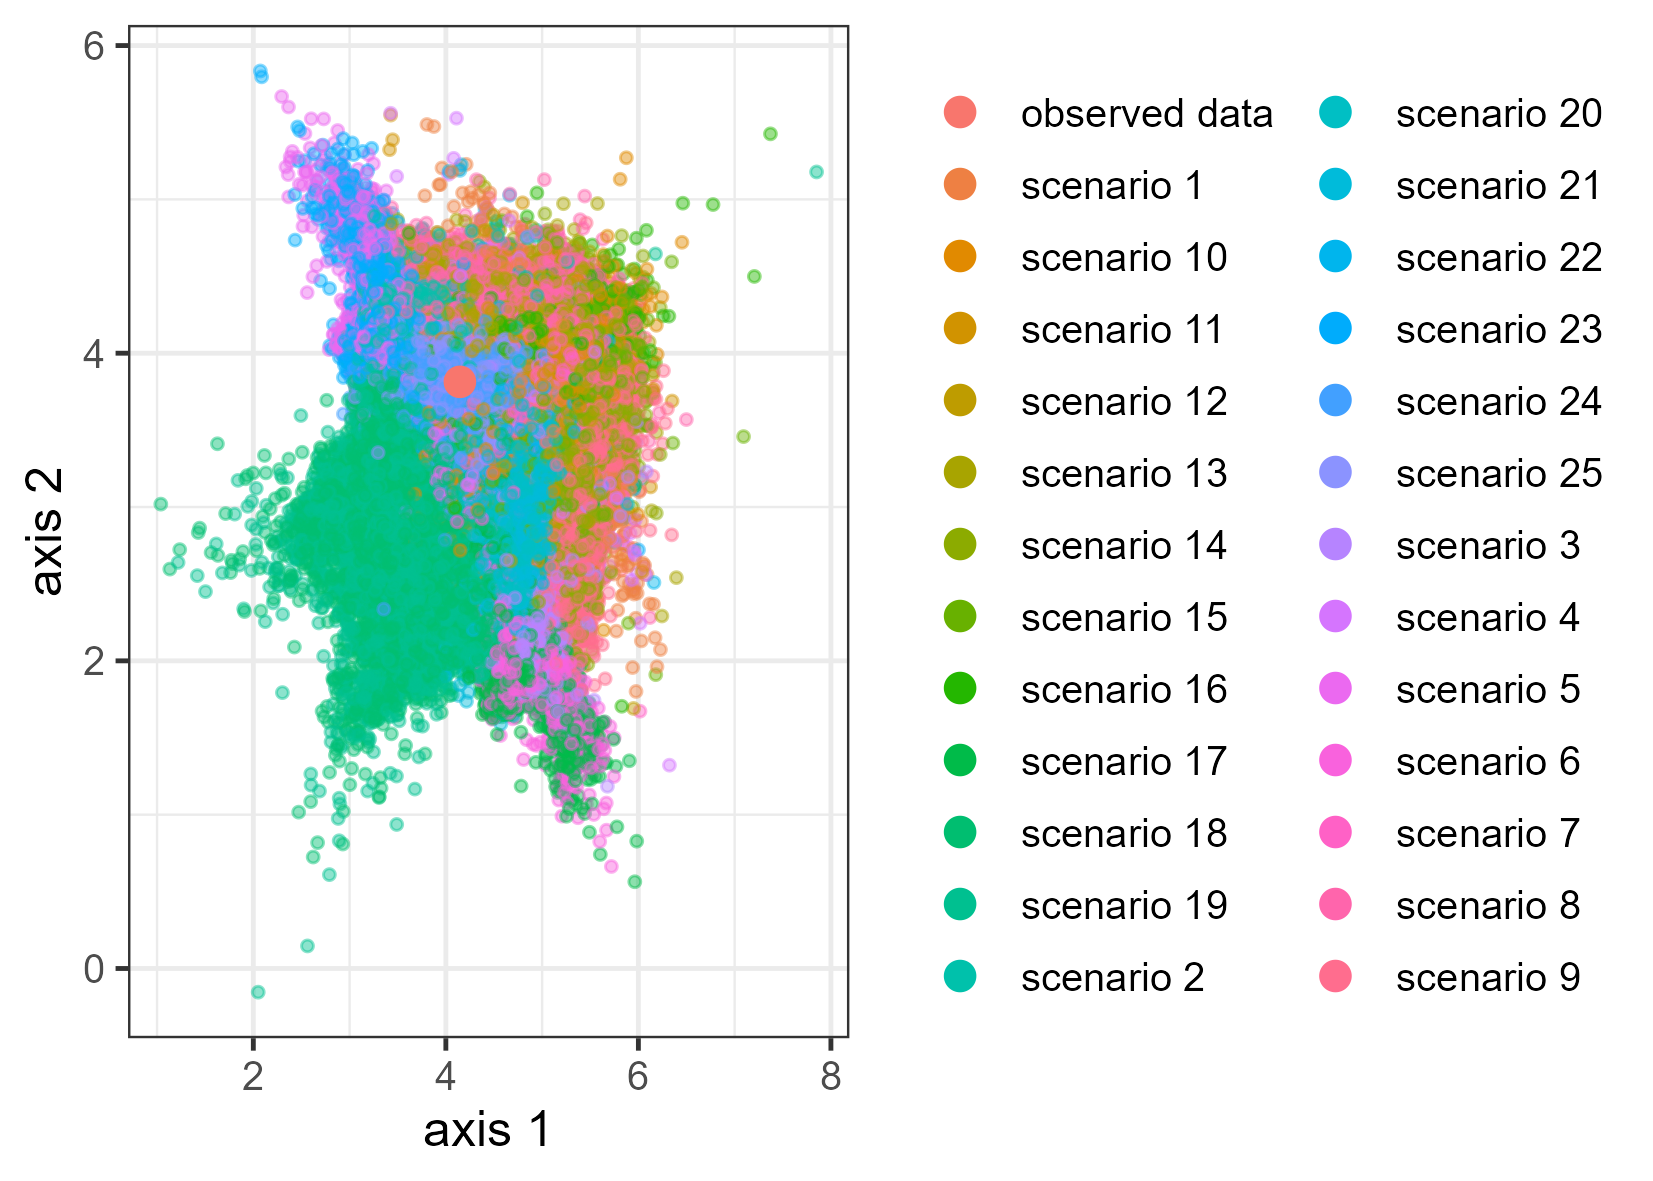 6
4
2
0
axis 2
2 4 6 8
axis 1
observed data
scenario 1
scenario 10
scenario 11
scenario 12
scenario 13
scenario 14
scenario 15
scenario 16
scenario 17
scenario 18
scenario 19
scenario 2
scenario 20
scenario 21
scenario 22
scenario 23
scenario 24
scenario 25
scenario 3
scenario 4
scenario 5
scenario 6
scenario 7
scenario 8
scenario 9